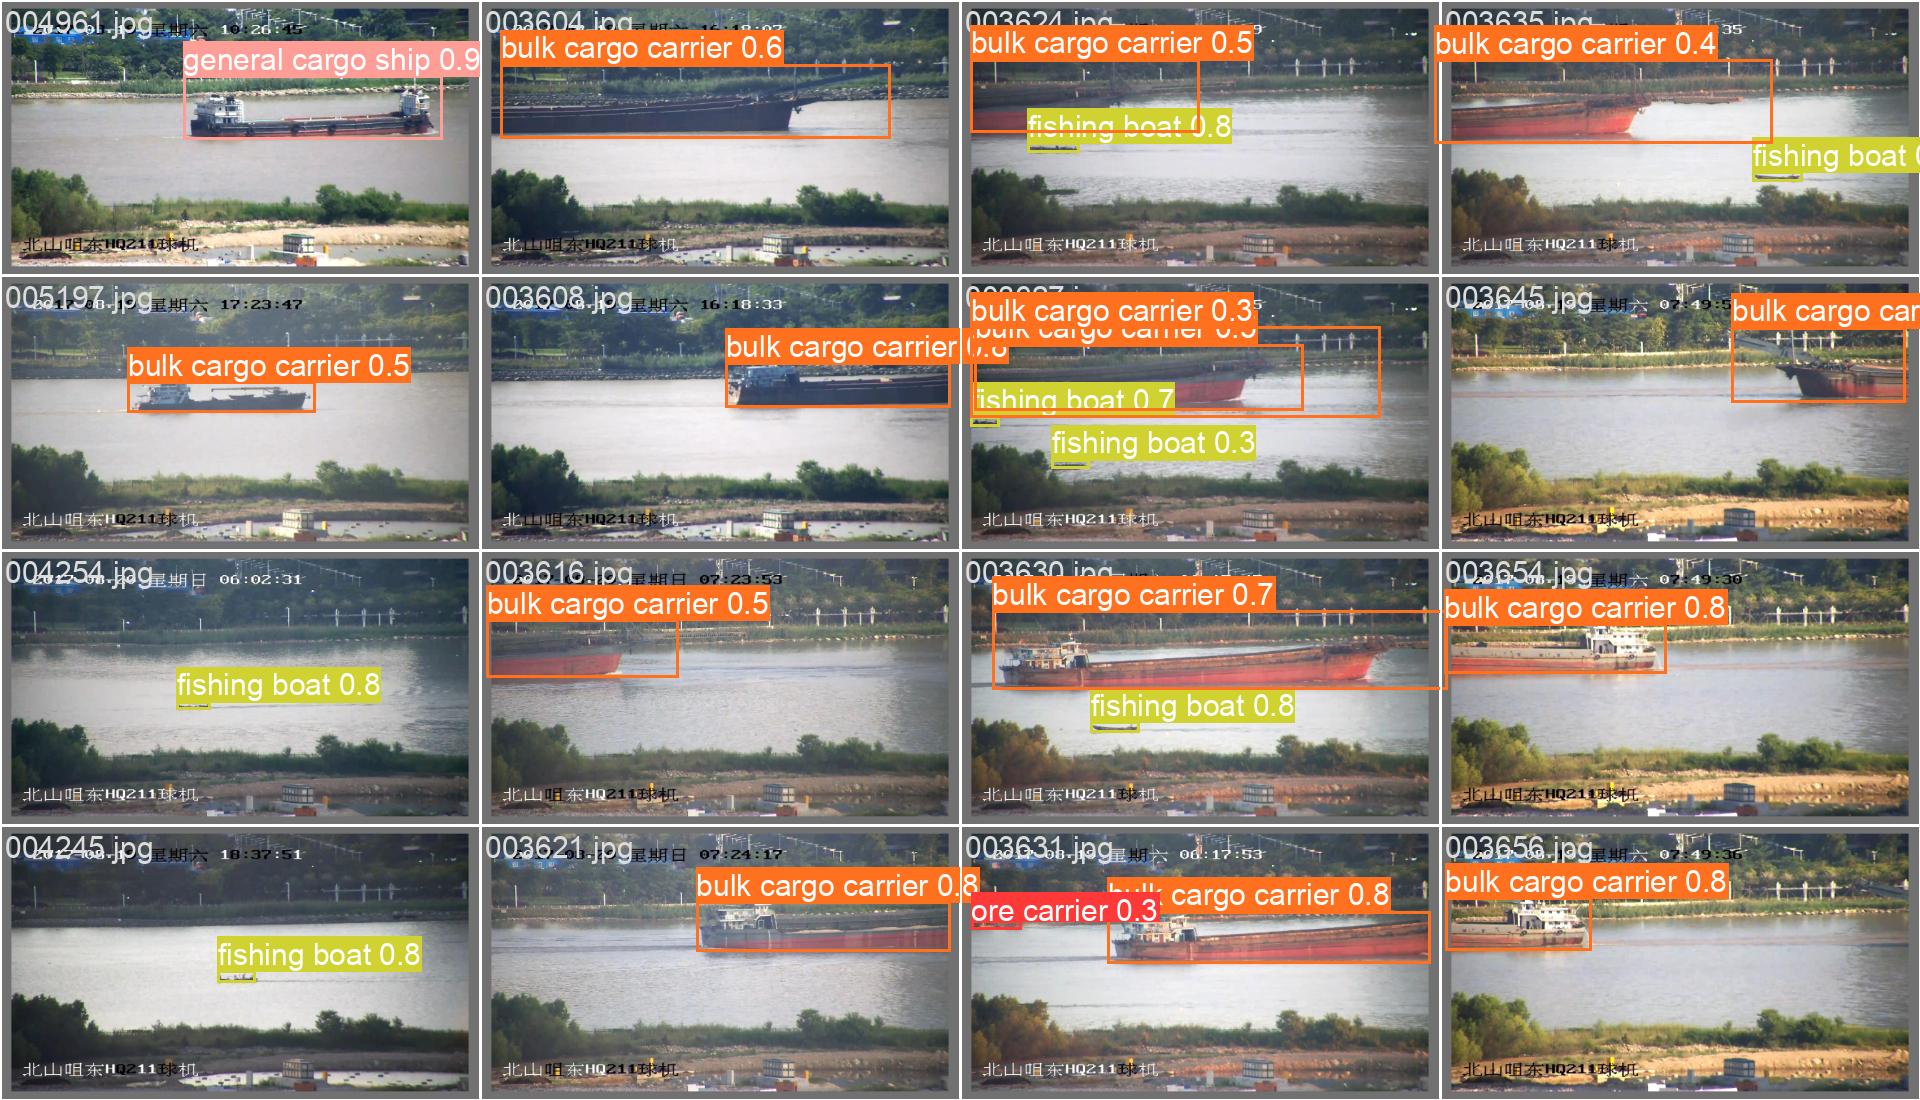 004961.jpg
10:26:45
general cargo ship 0.9
北山咀东HQ211球机
003604.jpg
bulk cargo carrier 0.6
北山咀东HQ211球机
003624.jpg
bulk cargo carrier 0.5
fishing boat 0.8
北山咀东HQ211球机
003635.jpg
35
bulk cargo carrier 0.4
fishing boat
北山咀东HQ211球机
005197.jpg
星期六 17:23:47
bulk cargo carrier 0.5
北山咀东HQ211球机
003608.jpg
星期六 16:18:33
bulk cargo carrier 0.8
北山咀东HQ211球机
bulk cargo carrier 0.3
bulk cargo carrier
fishing boat 0.7
fishing boat 0.3
北山咀东HQ211球机
003645.jpg
bulk cargo car
北山咀东HQ211球机
004254.jpg
星期日 06:02:31
fishing boat 0.8
北山咀东HQ211球机
003616.jpg
星期日 07:23:53
bulk cargo carrier 0.5
北山咀东HQ211球机
003630.jpg
bulk cargo carrier 0.7
fishing boat 0.8
北山咀东HQ211球机
003654.jpg
星期六 07:49:30
bulk cargo carrier 0.8
北山咀东HQ211球机
004245.jpg
星期六 18:37:51
fishing boat 0.8
北山咀东HQ211球机
003621.jpg
星期日 07:24:17
bulk cargo carrier 0.8
北山咀东HQ211球机
003631.jpg
星期六 06:17:53
bulk cargo carrier 0.8
ore carrier 0.3
北山咀东HQ211球机
003656.jpg
星期六 07:49:36
bulk cargo carrier 0.8
北山咀东HQ211球机